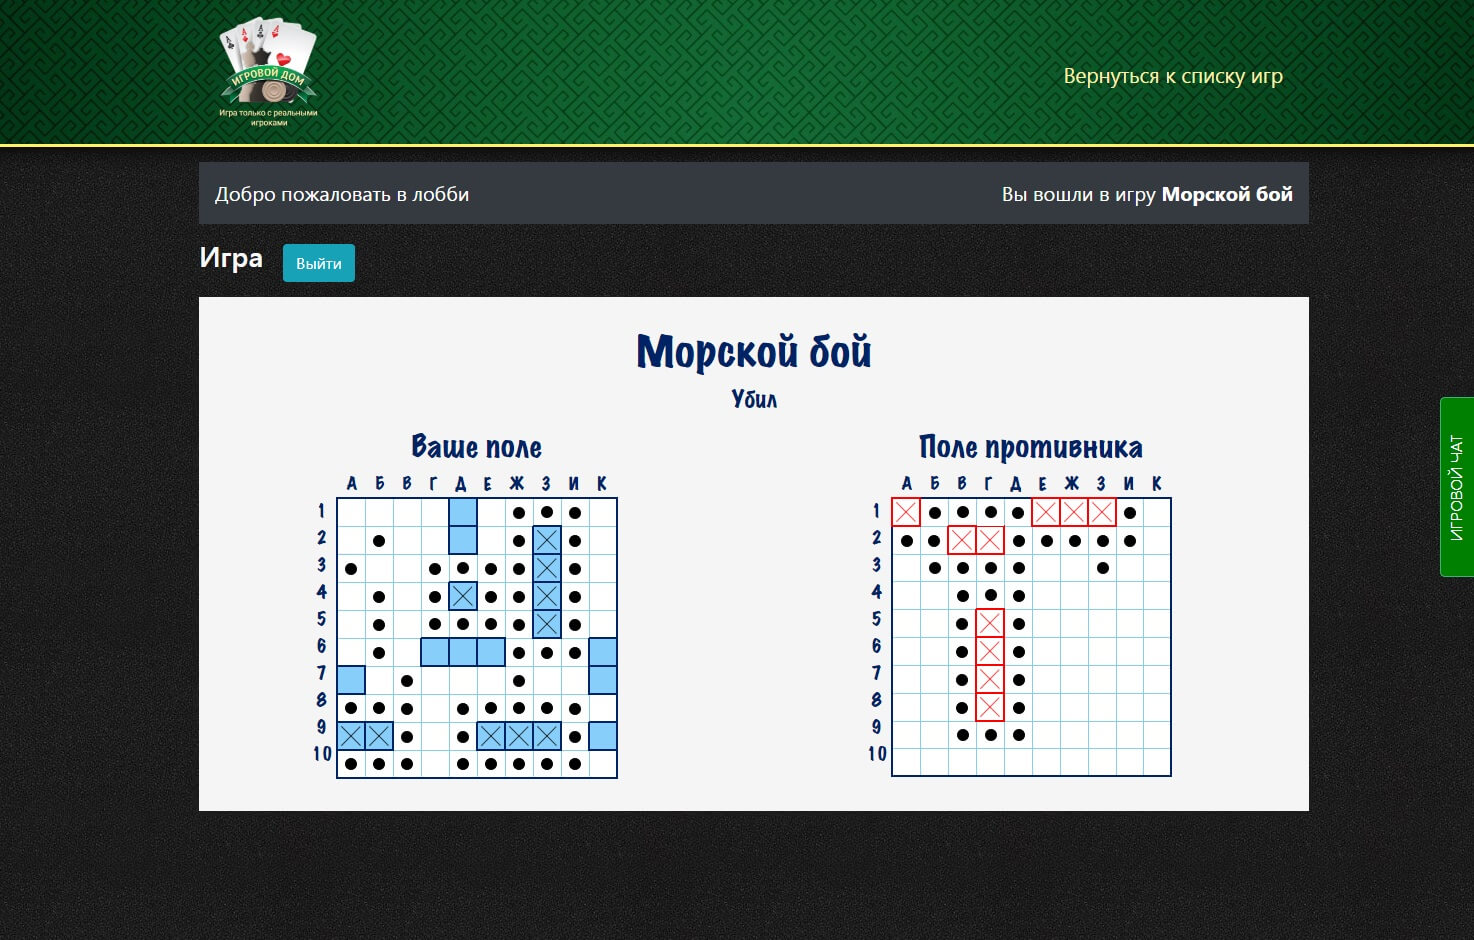 ИГРОВОЙ ДОМ
Игра только с реальными
игроками
Вернуться к списку игр
Добро пожаловать в лобби
Вы вошли в игру Морской бой
Игра
Выйти
Морской бой
Убил
Ваше поле
А Б В Г Д Е Ж З И К
1
2
3
4
5
6
7
8
9
10
Поле противника
А Б В Г Д Е Ж З И К
1
2
3
4
5
6
7
8
9
10
ИГРОВОЙ ЧАТ